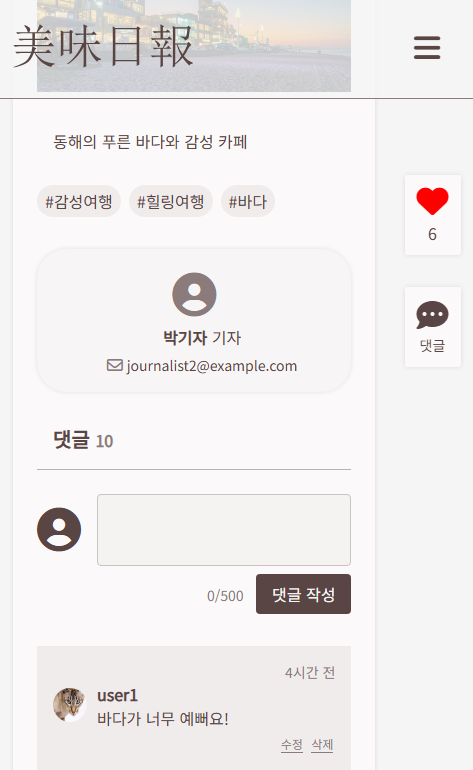 美味日報
동해의 푸른 바다와 감성 카페
#감성여행 #힐링여행 #바다
6
박기자 기자
journalist2@example.com
댓글
댓글 10
0/500 댓글 작성
4시간 전
user1
바다가 너무 예뻐요!
수정 삭제